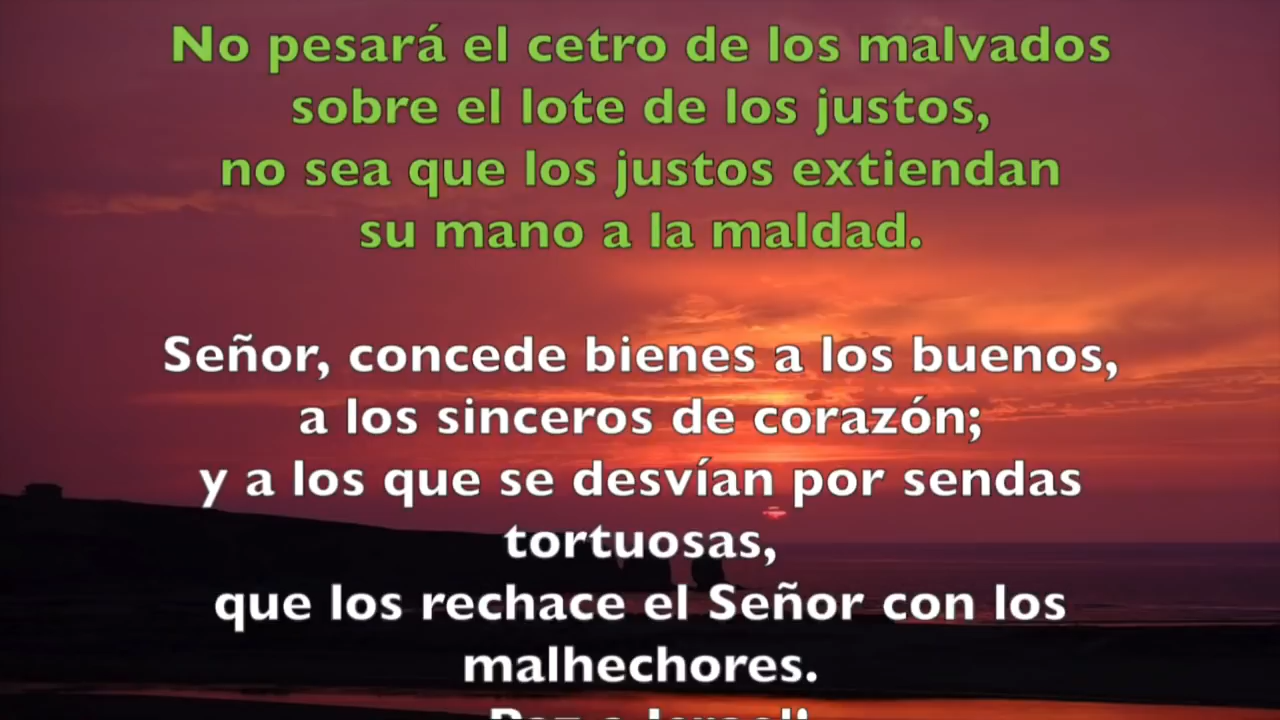 No pesará el cetro de los malvados
sobre el lote de los justos,
no sea que los justos extiendan
su mano a la maldad.
Señor, concede bienes a los buenos,
a los sinceros de corazón;
y a los que se desvían por sendas
tortuosas,
que los rechace el Señor con los
malhechores.